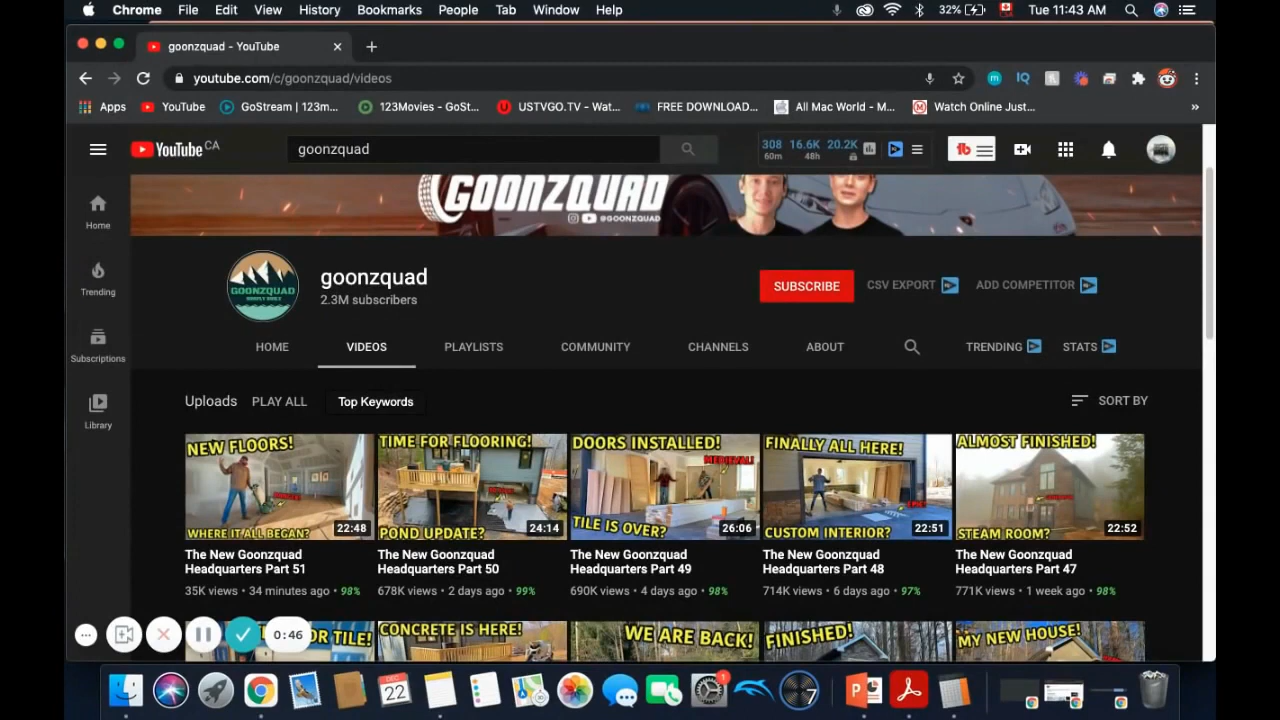 Chrome File Edit View History Bookmarks People Tab Window Help 32% Tue 11:43 AM
goonzquad - YouTube
youtube.com/c/goonzquad/videos
Apps YouTube GoStream | 123m... 123Movies - GoSt... USTVGO.TV - Wat... FREE DOWNLOAD... All Mac World - M... Watch Online Just... »
YouTube CA goonzquad 308 60m 16.6K 48h 20.2K
GOONZQUAD
@GOONZQUAD
Home
Trending
Subscriptions
Library
GOONZQUAD
goonzquad
2.3M subscribers
SUBSCRIBE CSV EXPORT ADD COMPETITOR
HOME VIDEOS PLAYLISTS COMMUNITY CHANNELS ABOUT TRENDING STATS
Uploads PLAY ALL Top Keywords SORT BY
NEW FLOORS! WHERE IT ALL BEGAN? 22:48
TIME FOR FLOORING! POND UPDATE? 24:14
DOORS INSTALLED! MEDIEVAL! TILE IS OVER? 26:06
FINALLY ALL HERE! CUSTOM INTERIOR? 22:51
ALMOST FINISHED! STEAM ROOM? 22:52
The New Goonzquad Headquarters Part 51
35K views • 34 minutes ago • 98%
The New Goonzquad Headquarters Part 50
678K views • 2 days ago • 99%
The New Goonzquad Headquarters Part 49
690K views • 4 days ago • 98%
The New Goonzquad Headquarters Part 48
714K views • 6 days ago • 97%
The New Goonzquad Headquarters Part 47
771K views • 1 week ago • 98%
OR TILE!
CONCRETE IS HERE!
WE ARE BACK!
FINISHED!
MY NEW HOUSE!
0:46
DEC 22
7
1